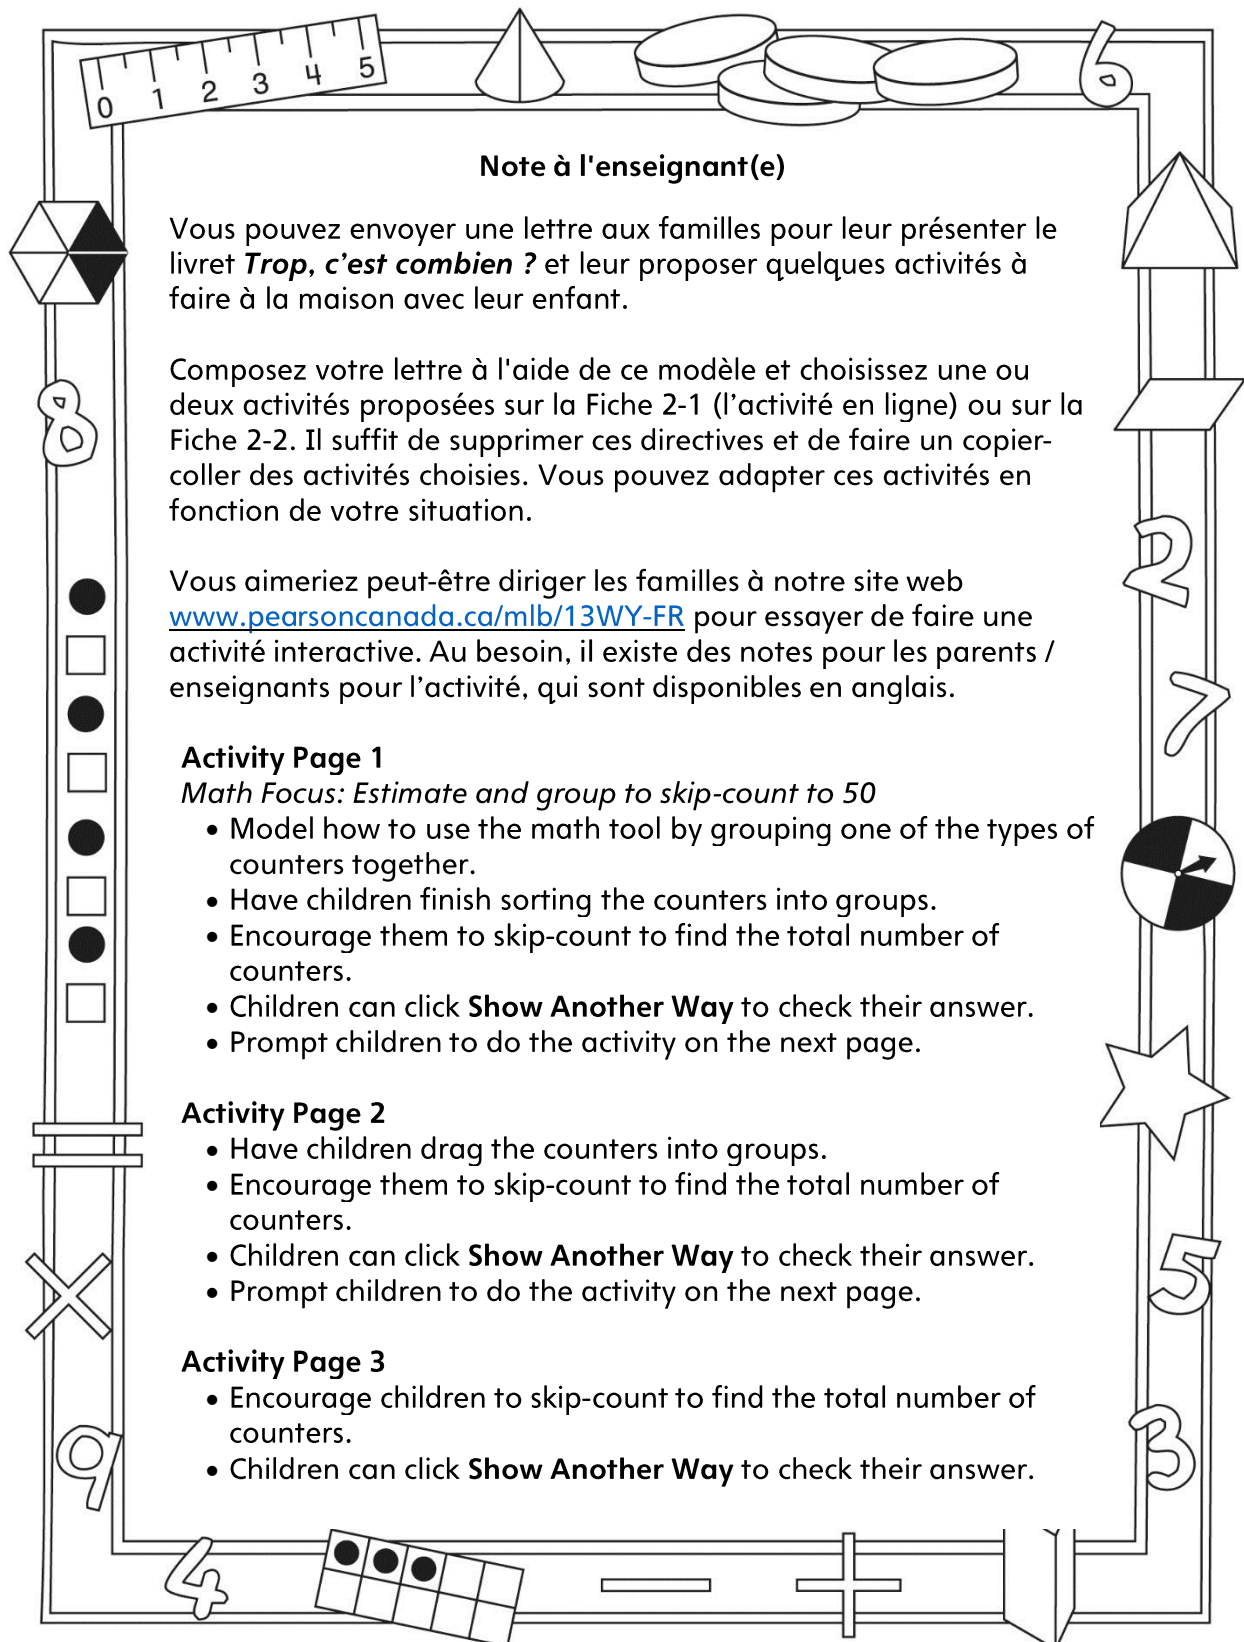 0 1 2 3 4 5
6
Note à l'enseignant(e)
Vous pouvez envoyer une lettre aux familles pour leur présenter le
livret Trop, c’est combien ? et leur proposer quelques activités à
faire à la maison avec leur enfant.
8
Composez votre lettre à l'aide de ce modèle et choisissez une ou
deux activités proposées sur la Fiche 2-1 (l’activité en ligne) ou sur la
Fiche 2-2. Il suffit de supprimer ces directives et de faire un copier-
coller des activités choisies. Vous pouvez adapter ces activités en
fonction de votre situation.
2
Vous aimeriez peut-être diriger les familles à notre site web
www.pearsoncanada.ca/mlb/13WY-FR pour essayer de faire une
activité interactive. Au besoin, il existe des notes pour les parents /
enseignants pour l’activité, qui sont disponibles en anglais.
7
Activity Page 1
Math Focus: Estimate and group to skip-count to 50
• Model how to use the math tool by grouping one of the types of
counters together.
• Have children finish sorting the counters into groups.
• Encourage them to skip-count to find the total number of
counters.
• Children can click Show Another Way to check their answer.
• Prompt children to do the activity on the next page.
Activity Page 2
• Have children drag the counters into groups.
• Encourage them to skip-count to find the total number of
counters.
• Children can click Show Another Way to check their answer.
• Prompt children to do the activity on the next page.
5
Activity Page 3
• Encourage children to skip-count to find the total number of
counters.
• Children can click Show Another Way to check their answer.
9
3
4